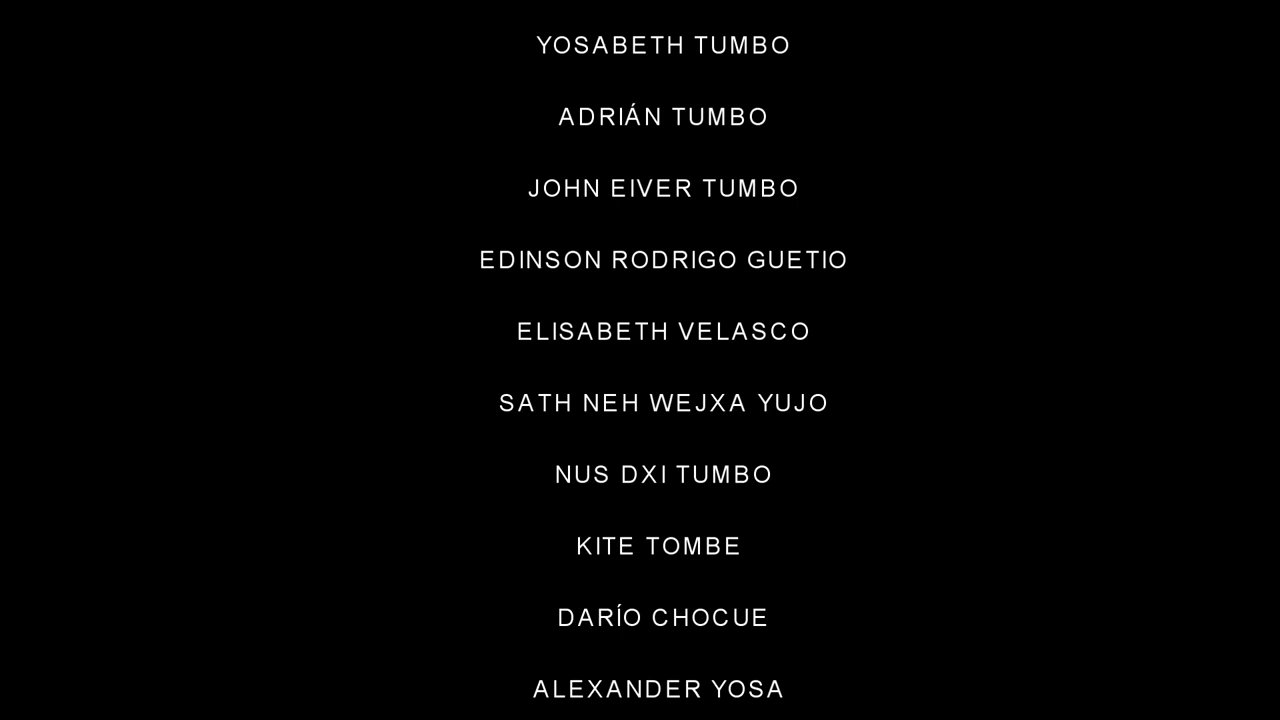 YOSABETH TUMBO
ADRIÁN TUMBO
JOHN EIVER TUMBO
EDINSON RODRIGO GUETIO
ELISABETH VELASCO
SATH NEH WEJXA YUJO
NUS DXI TUMBO
KITE TOMBE
DARÍO CHOCUE
ALEXANDER YOSA